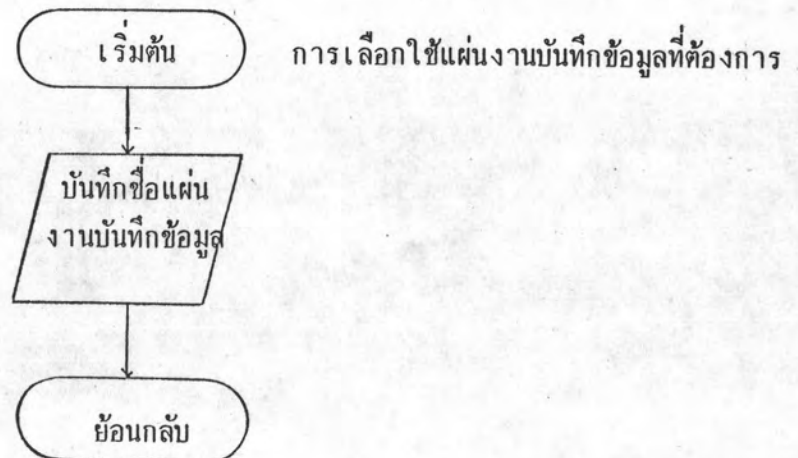 เริ่มต้น
การเลือกใช้แผ่นงานบันทึกข้อมูลที่ต้องการ
บันทึกชื่อแผ่น
งานบันทึกข้อมูล
ย้อนกลับ